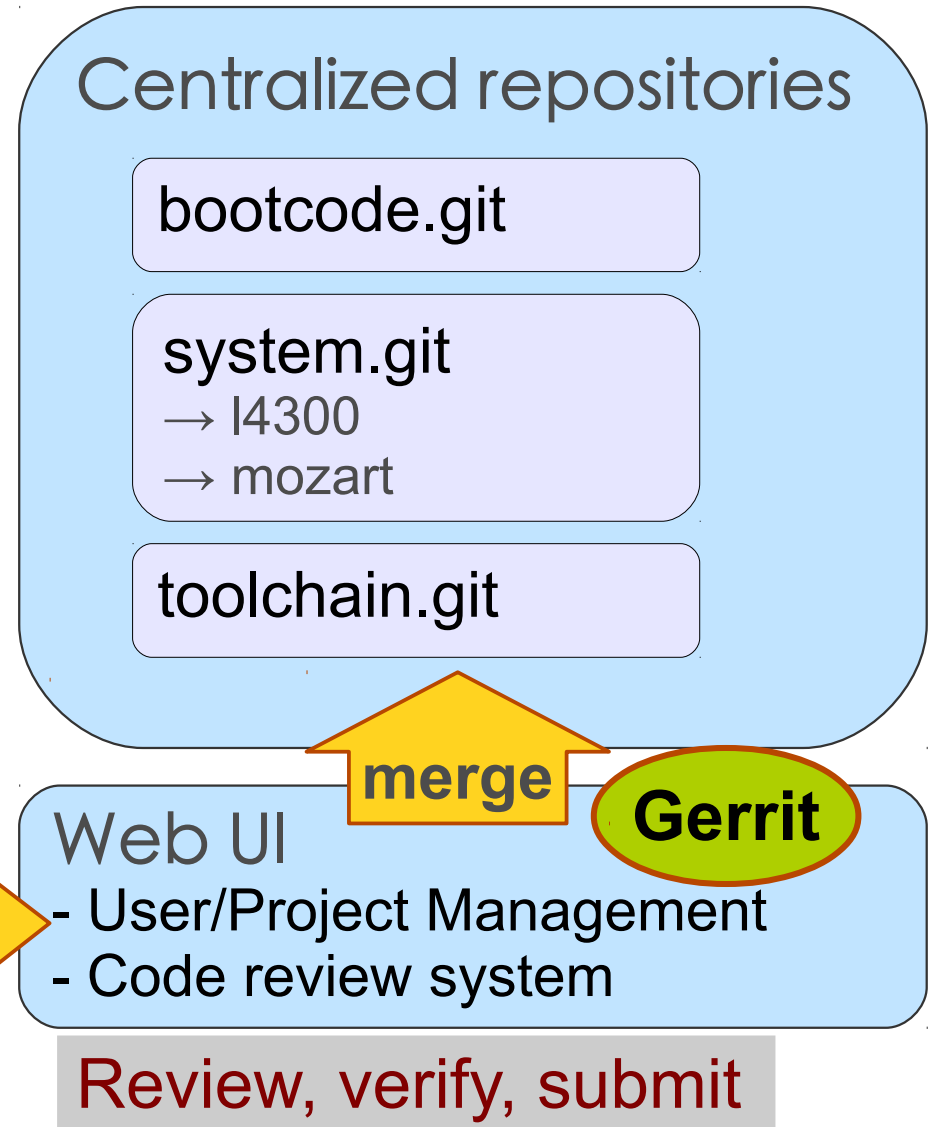 Centralized repositories
bootcode.git
system.git
→ l4300
→ mozart
toolchain.git
merge
Gerrit
Web UI
- User/Project Management
- Code review system
Review, verify, submit